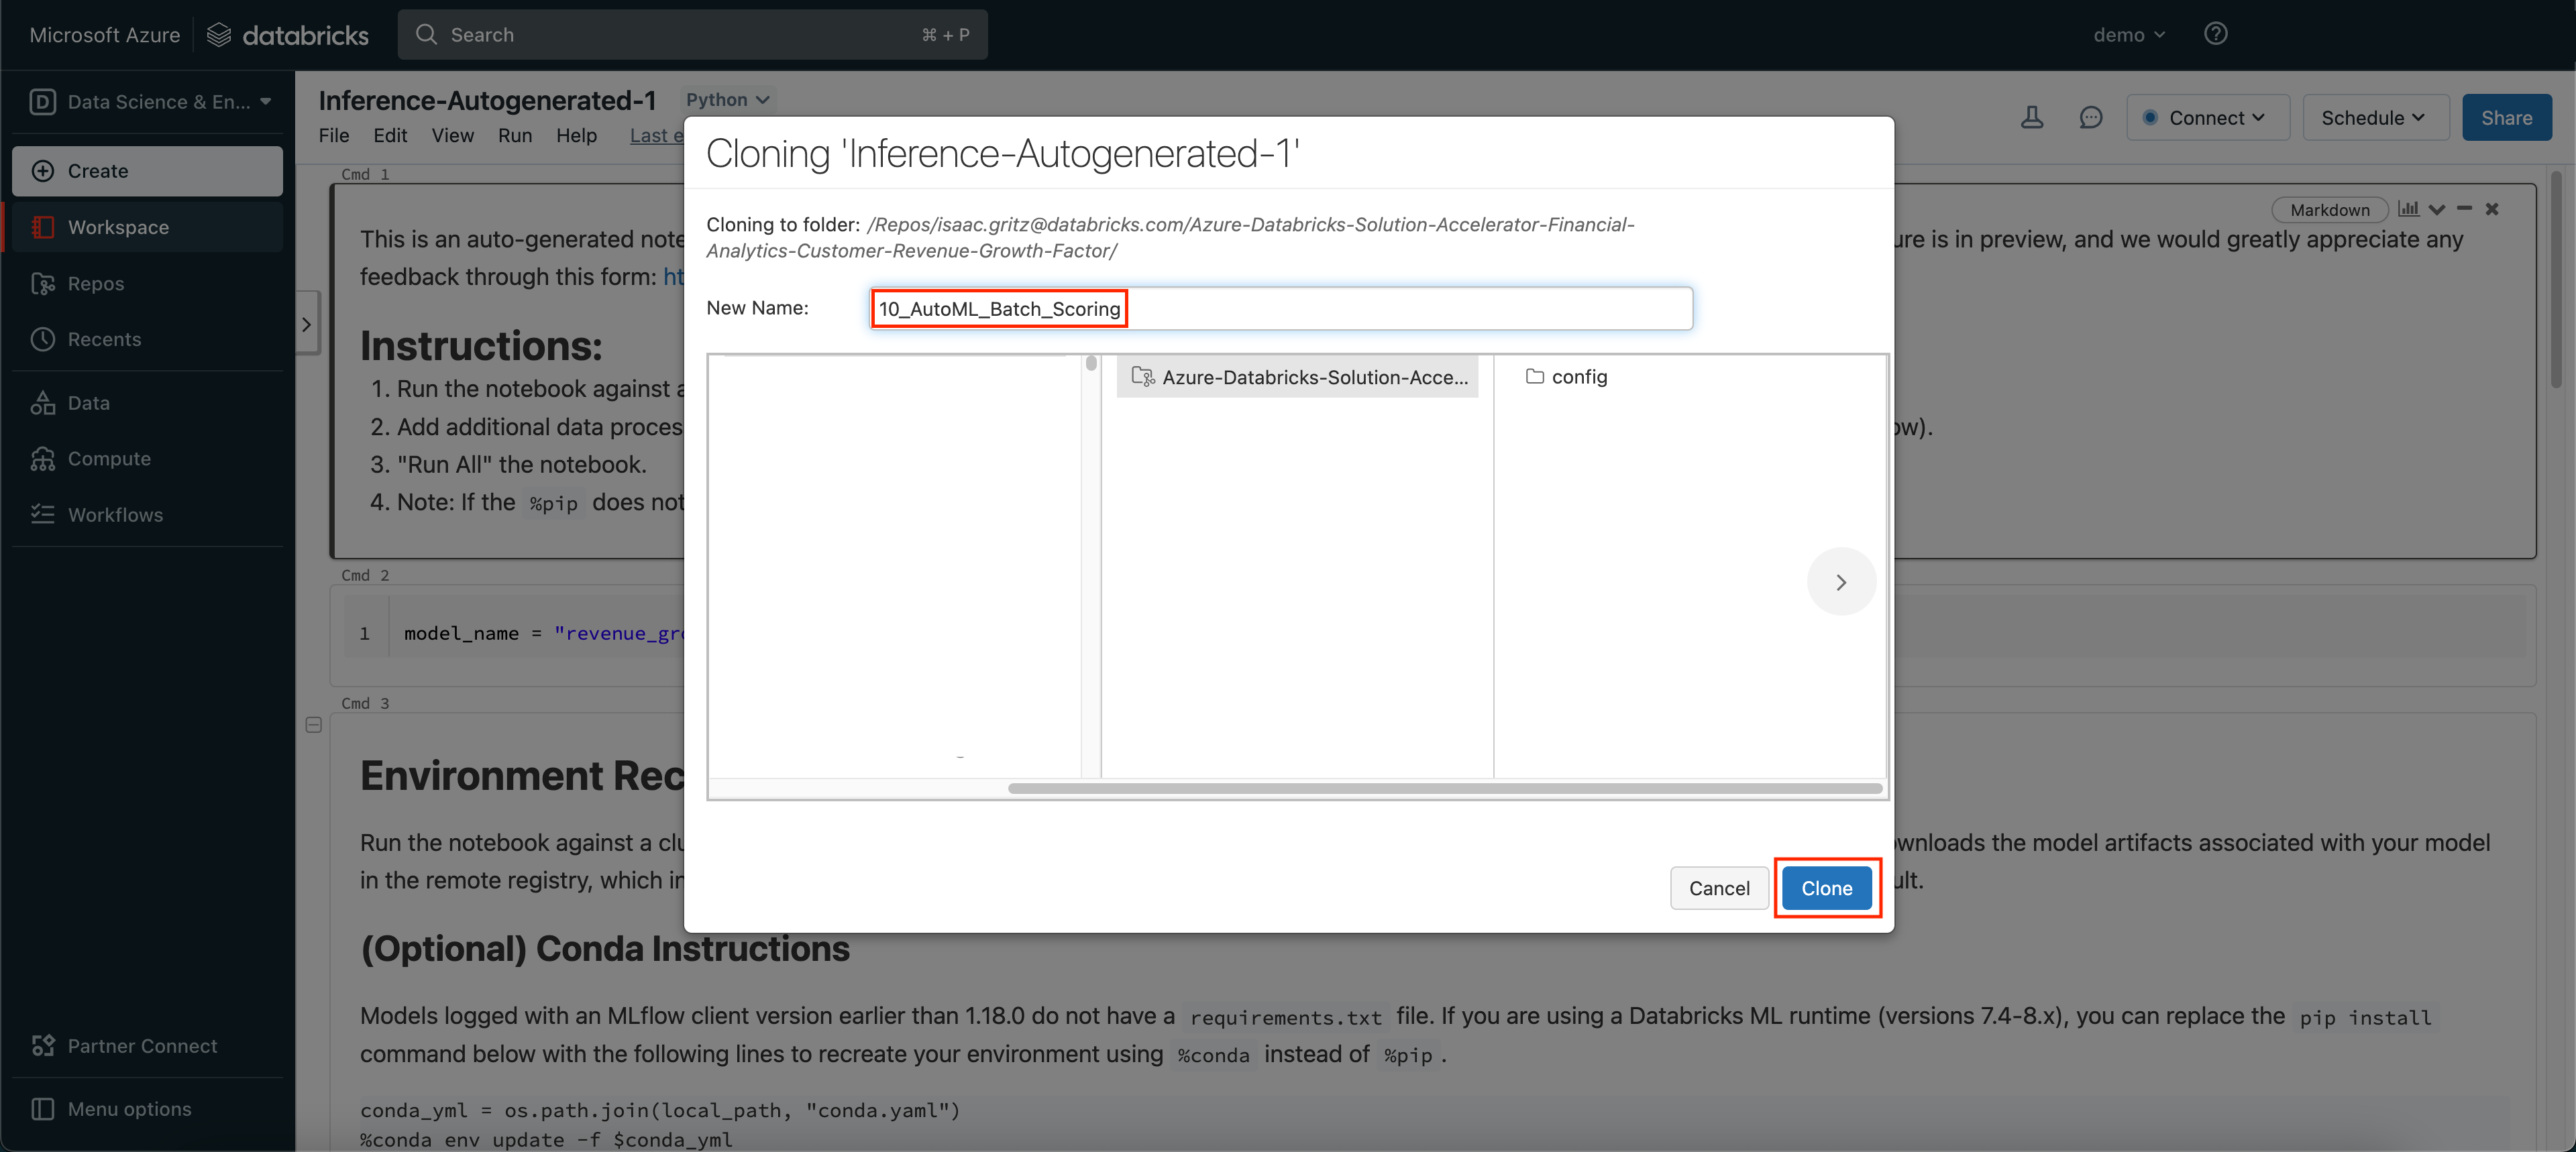 Microsoft Azure databricks Search ⌘ + P demo
Data Science & En... Inference-Autogenerated-1 Python
File Edit View Run Help Last e
Connect Schedule Share
Create
Workspace
Repos
Recents
Data
Compute
Workflows
Partner Connect
Menu options
Cmd 1
Markdown
This is an auto-generated note
ure is in preview, and we would greatly appreciate any
feedback through this form: ht
Instructions:
1. Run the notebook against a
2. Add additional data proces
ow).
3. "Run All" the notebook.
4. Note: If the %pip does not
Cmd 2
1 model_name = "revenue_gr
Cmd 3
Environment Rec
Run the notebook against a clu
wnloads the model artifacts associated with your model
in the remote registry, which in
ult.
(Optional) Conda Instructions
Models logged with an MLflow client version earlier than 1.18.0 do not have a requirements.txt file. If you are using a Databricks ML runtime (versions 7.4-8.x), you can replace the pip install
command below with the following lines to recreate your environment using %conda instead of %pip .
conda_yml = os.path.join(local_path, "conda.yaml")
%conda env update -f $conda_yml
Cloning 'Inference-Autogenerated-1'
Cloning to folder: /Repos/isaac.gritz@databricks.com/Azure-Databricks-Solution-Accelerator-Financial-
Analytics-Customer-Revenue-Growth-Factor/
New Name: 10_AutoML_Batch_Scoring
Azure-Databricks-Solution-Acce... config
Cancel Clone